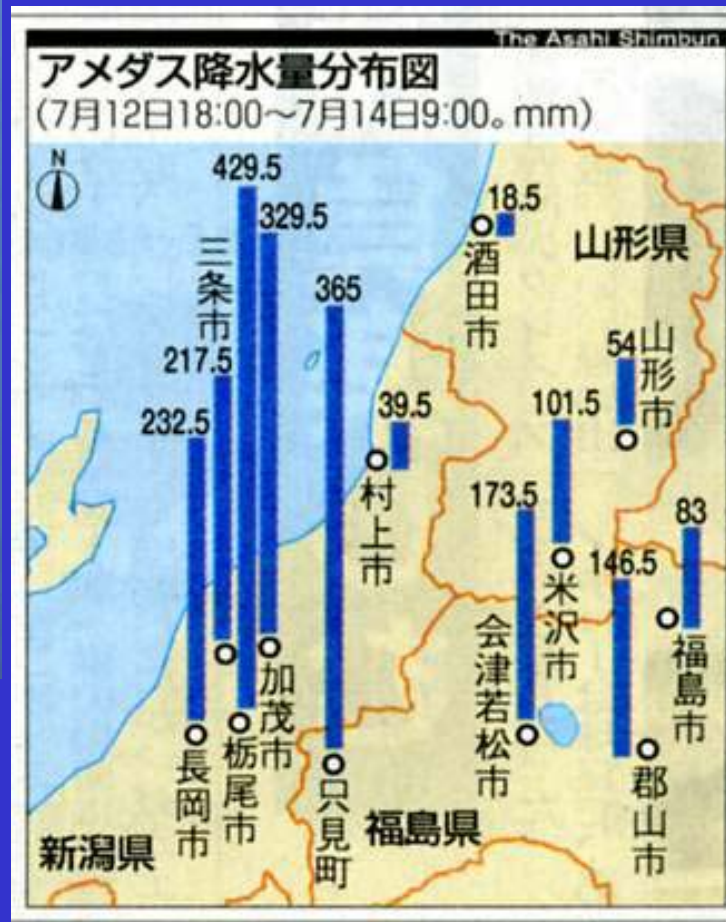 The Asahi Shimbun
アメダス降水量分布図
(7月12日18:00〜7月14日9:00。mm)
N
429.5
329.5
三条市
217.5
232.5
365
39.5
村上市
18.5
酒田市
山形県
54
山形市
101.5
米沢市
173.5
会津若松市
146.5
郡山市
83
福島市
加茂市
栃尾市
長岡市
只見町
新潟県
福島県